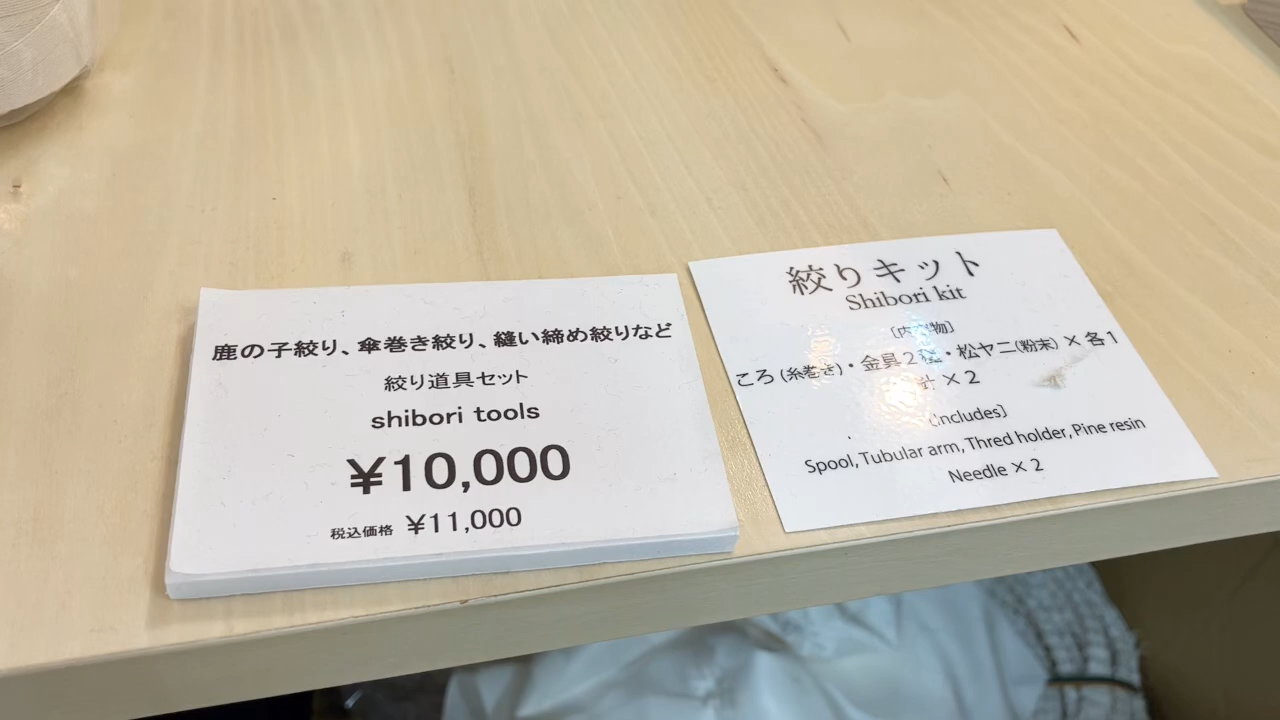 鹿の子絞り、傘巻き絞り、縫い締め絞りなど
絞り道具セット
shibori tools
¥10,000
税込価格 ¥11,000
絞りキット
Shibori kit
ころ(糸巻き)・金具2種・松ヤニ(粉末)×各1
×2
Spool, Tubular arm, Thred holder, Pine resin
Needle×2